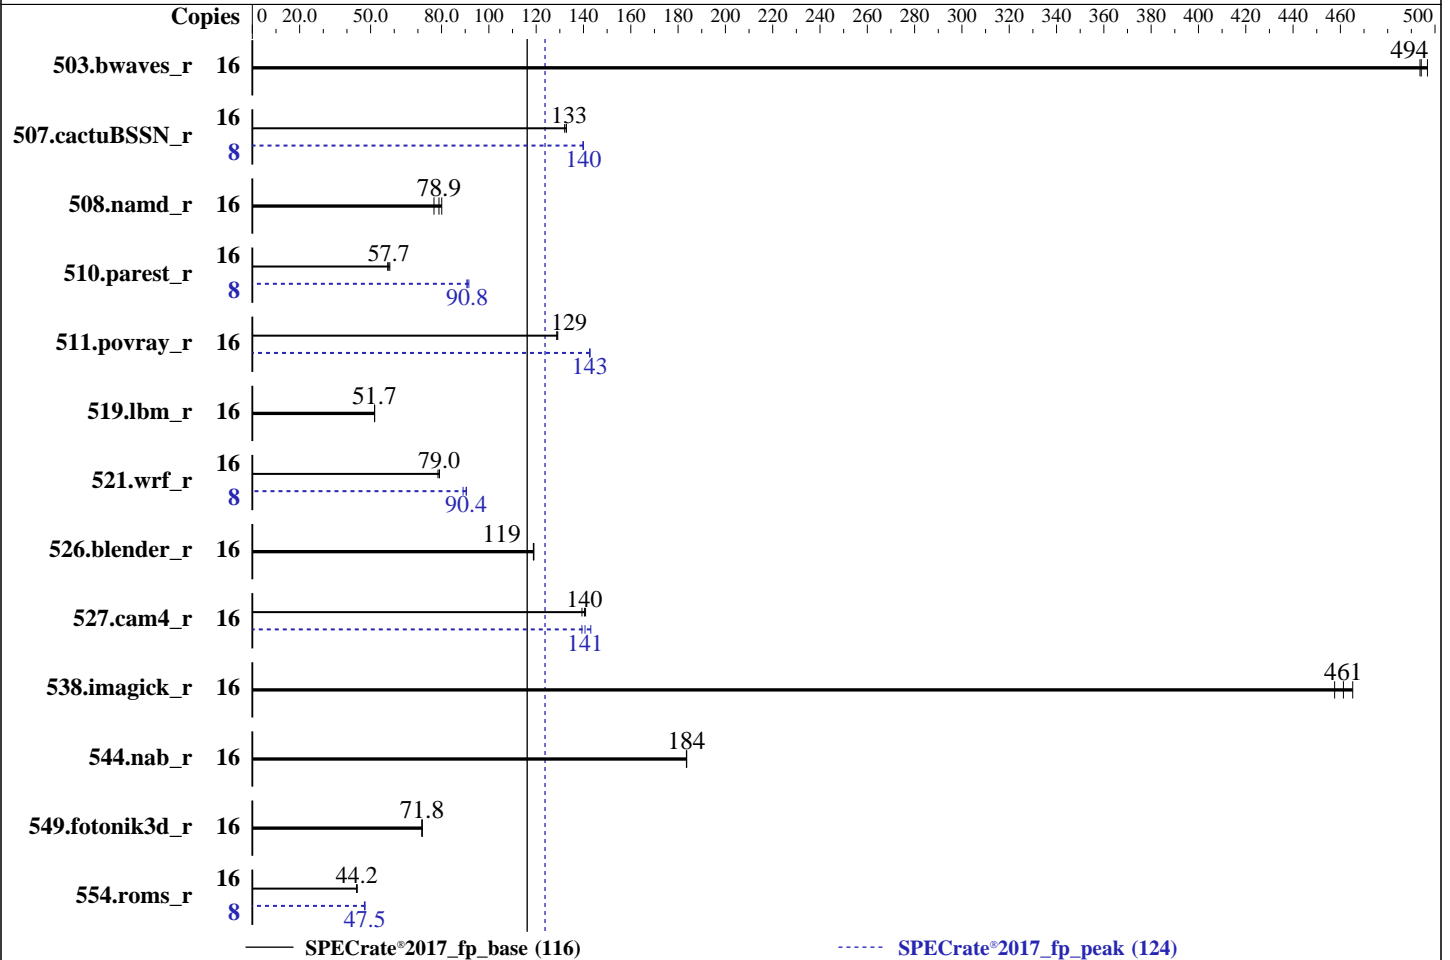 Copies 0 20.0 50.0 80.0 100 120 140 160 180 200 220 240 260 280 300 320 340 360 380 400 420 440 460 500
503.bwaves_r 16 494
507.cactuBSSN_r 16 133
8 140
508.namd_r 16 78.9
510.parest_r 16 57.7
8 90.8
511.povray_r 16 129
143
519.lbm_r 16 51.7
521.wrf_r 16 79.0
8 90.4
526.blender_r 16 119
527.cam4_r 16 140
141
538.imagick_r 16 461
544.nab_r 16 184
549.fotonik3d_r 16 71.8
554.roms_r 16 44.2
8 47.5
SPECrate®2017_fp_base (116) SPECrate®2017_fp_peak (124)